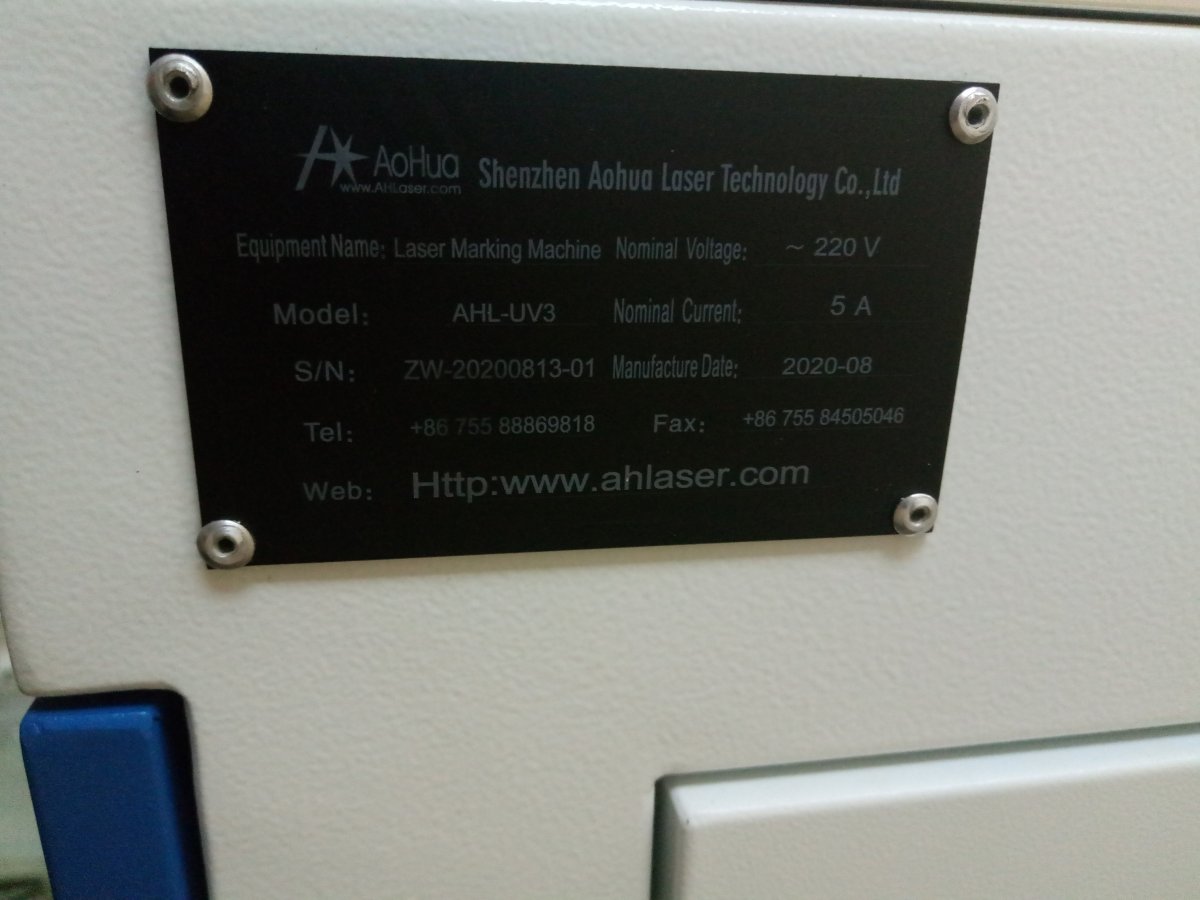 AoHua
www.AHLaser.com
Shenzhen Aohua Laser Technology Co.,Ltd
Equipment Name: Laser Marking Machine Nominal Voltage: ~ 220 V
Model: AHL-UV3 Nominal Current: 5 A
S/N: ZW-20200813-01 Manufacture Date: 2020-08
Tel: +86 755 88869818 Fax: +86 755 84505046
Web: Http:www.ahlaser.com